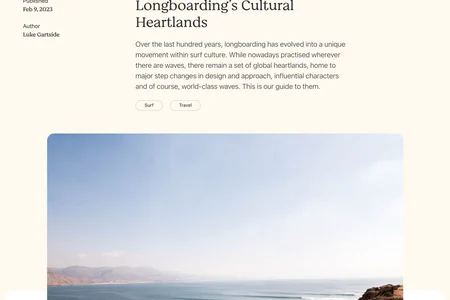 Published
Feb 9, 2023
Author
Luke Gartside
Longboarding's Cultural
Heartlands
Over the last hundred years, longboarding has evolved into a unique
movement within surf culture. While nowadays practised wherever
there are waves, there remain a set of global heartlands, home to
major step changes in design and approach, influential characters
and of course, world-class waves. This is our guide to them.
Surf
Travel